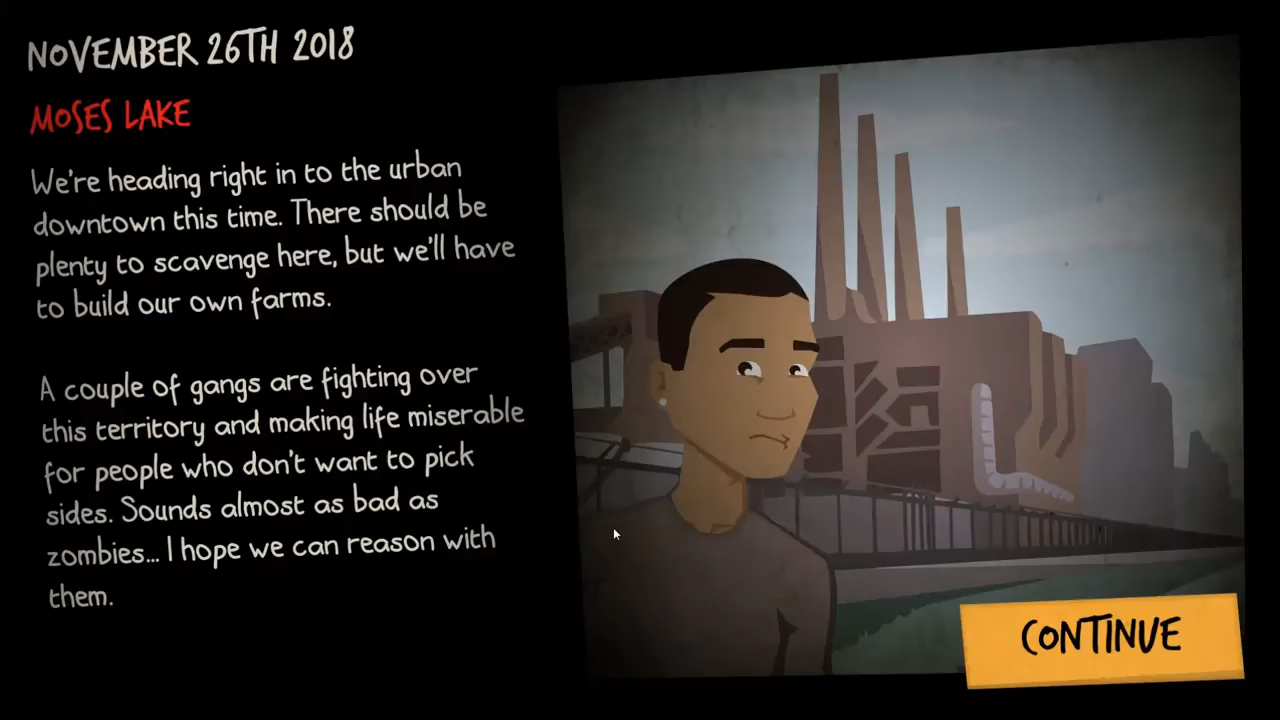 NOVEMBER 26TH 2018
MOSES LAKE
We're heading right in to the urban
downtown this time. There should be
plenty to scavenge here, but we'll have
to build our own farms.
A couple of gangs are fighting over
this territory and making life miserable
for people who don't want to pick
sides. Sounds almost as bad as
zombies... I hope we can reason with
them.
CONTINUE